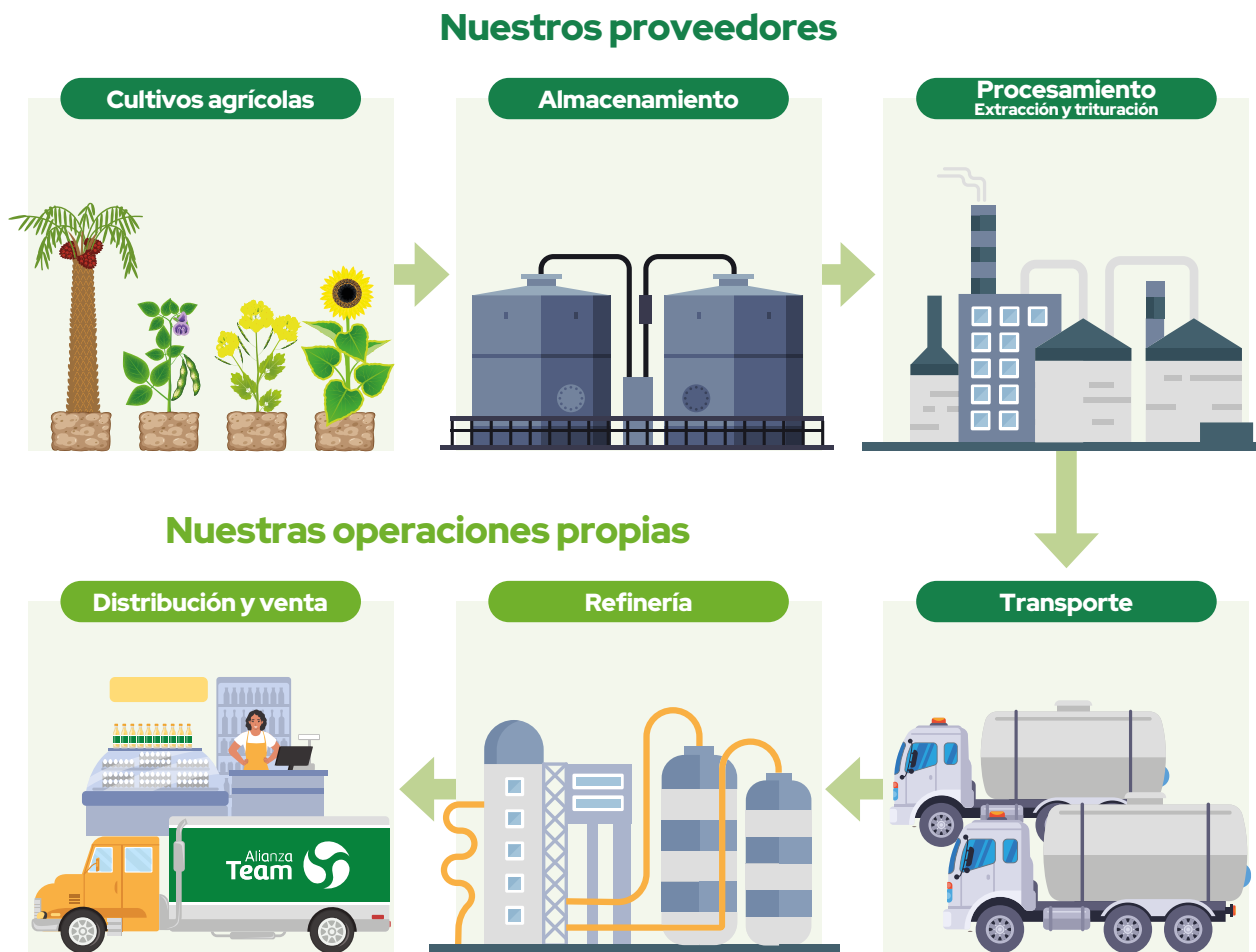 Nuestros proveedores
Cultivos agrícolas
Almacenamiento
Procesamiento
Extracción y trituración
Nuestras operaciones propias
Distribución y venta
Refinería
Transporte
Alianza
Team